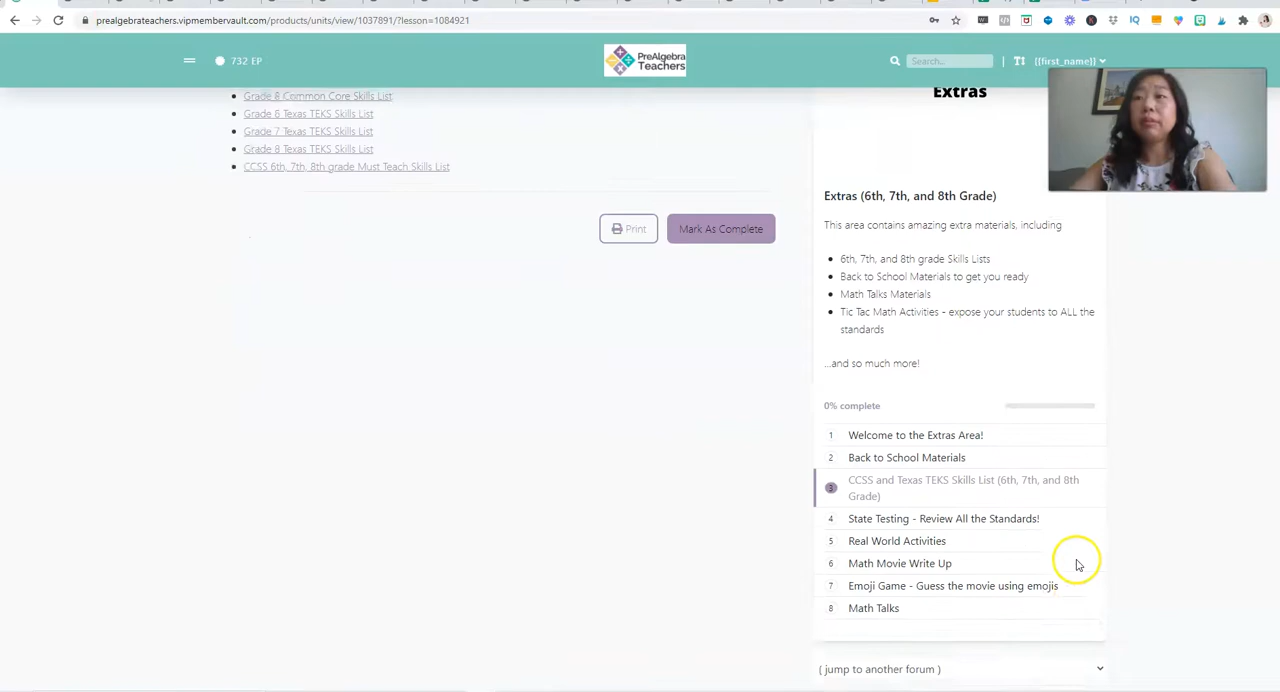 prealgebrateachers.vipmembervault.com/products/units/view/1037891/?lesson=1084921
732 EP
PreAlgebra
Teachers
Search...
{{first_name}}
Grade 8 Common Core Skills List
Grade 6 Texas TEKS Skills List
Grade 7 Texas TEKS Skills List
Grade 8 Texas TEKS Skills List
CCSS 6th, 7th, 8th grade Must Teach Skills List
Print
Mark As Complete
Extras
Extras (6th, 7th, and 8th Grade)
This area contains amazing extra materials, including
6th, 7th, and 8th grade Skills Lists
Back to School Materials to get you ready
Math Talks Materials
Tic Tac Math Activities - expose your students to ALL the
standards
...and so much more!
0% complete
1 Welcome to the Extras Area!
2 Back to School Materials
3 CCSS and Texas TEKS Skills List (6th, 7th, and 8th
Grade)
4 State Testing - Review All the Standards!
5 Real World Activities
6 Math Movie Write Up
7 Emoji Game - Guess the movie using emojis
8 Math Talks
( jump to another forum )